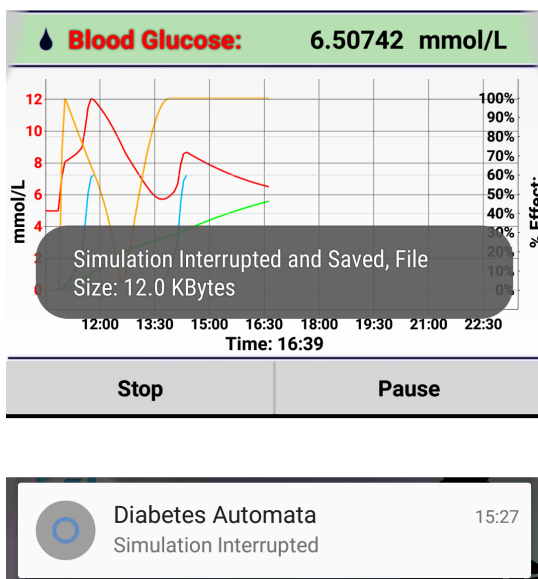 Blood Glucose: 6.50742 mmol/L
12 100%
90%
10 80%
8 70%
60%
6 50%
4 40%
30%
2 20%
10%
0 0%
mmol/L
% Effect:
Simulation Interrupted and Saved, File
Size: 12.0 KBytes
12:00 13:30 15:00 16:30 18:00 19:30 21:00 22:30
Time: 16:39
Stop Pause
Diabetes Automata 15:27
Simulation Interrupted